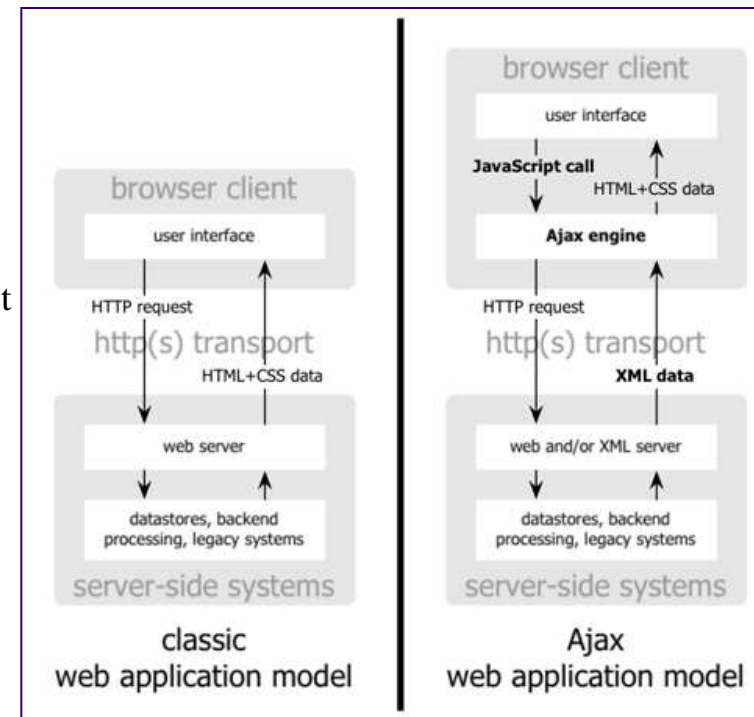 t
browser client
user interface
HTTP request
http(s) transport
HTML+CSS data
web server
datastores, backend
processing, legacy systems
server-side systems
classic
web application model
browser client
user interface
JavaScript call
HTML+CSS data
Ajax engine
HTTP request
http(s) transport
XML data
web and/or XML server
datastores, backend
processing, legacy systems
server-side systems
Ajax
web application model